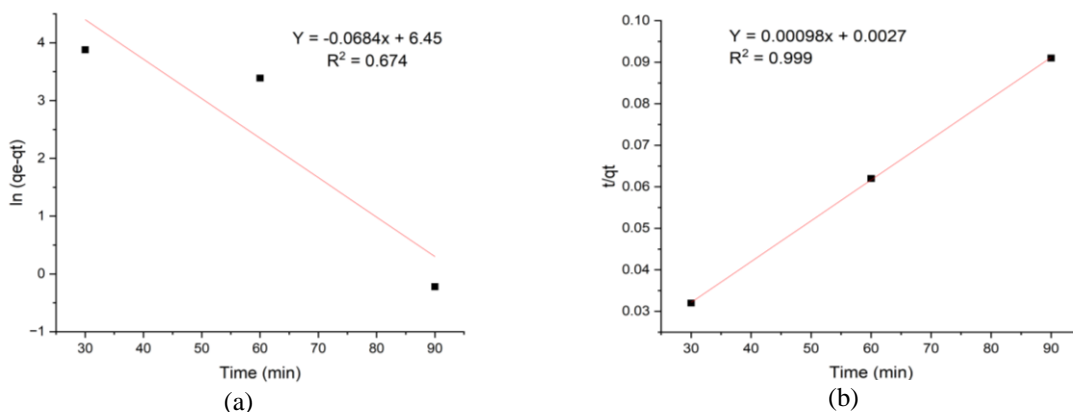 Y = -0.0684x + 6.45
R² = 0.674
ln (qe-qt)
4
3
2
1
0
−1
30 40 50 60 70 80 90
Time (min)
(a)
Y = 0.00098x + 0.0027
R² = 0.999
t/qt
0.10
0.09
0.08
0.07
0.06
0.05
0.04
0.03
30 40 50 60 70 80 90
Time (min)
(b)